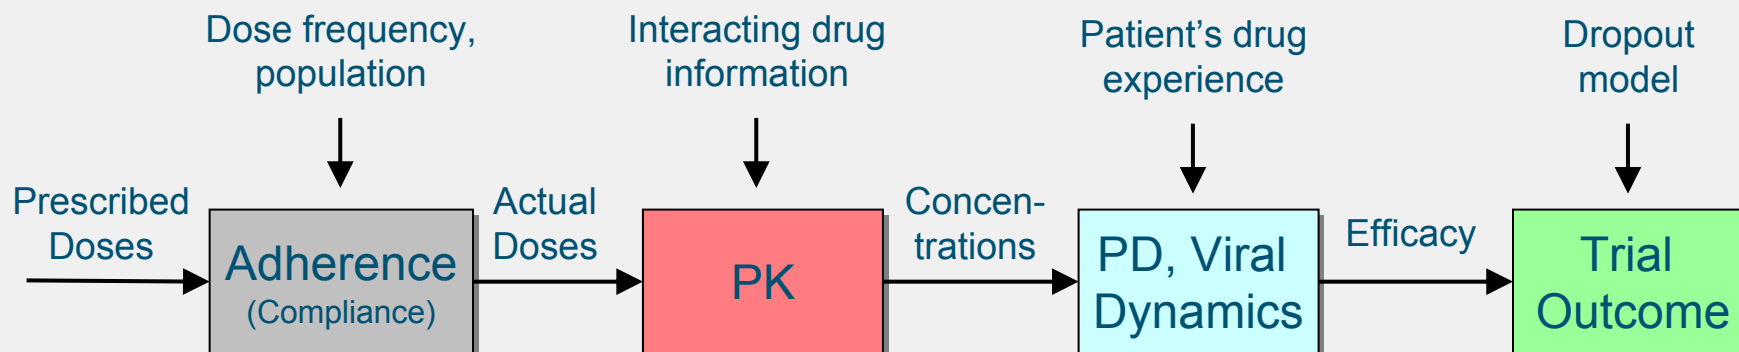 Dose frequency,
population
Interacting drug
information
Patient’s drug
experience
Dropout
model
Prescribed
Doses
Adherence
(Compliance)
Actual
Doses
PK
Concen-
trations
PD, Viral
Dynamics
Efficacy
Trial
Outcome